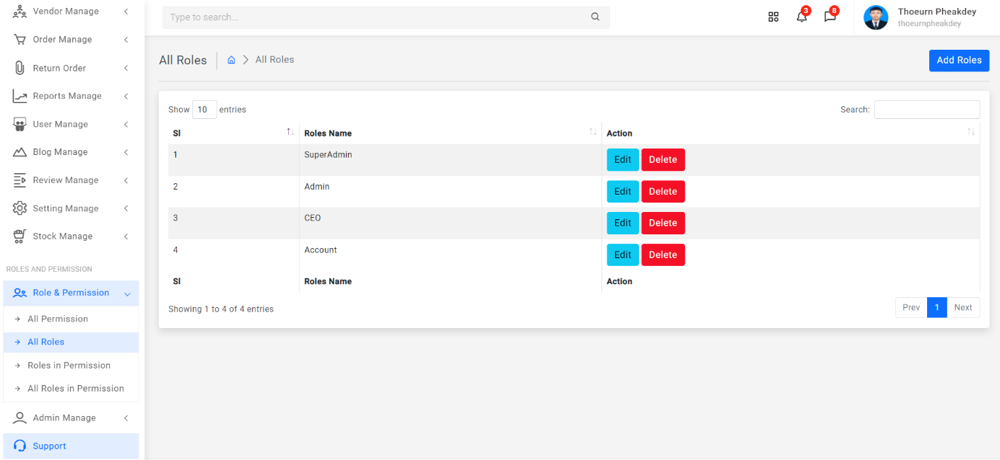 Vendor Manage
Order Manage
Return Order
Reports Manage
User Manage
Blog Manage
Review Manage
Setting Manage
Stock Manage
ROLES AND PERMISSION
Role & Permission
All Permission
All Roles
Roles in Permission
All Roles in Permission
Admin Manage
Support
Type to search...
3
8
Thoeurn Pheakdey
thoeurnpheakdey
All Roles
All Roles
Add Roles
Show 10 entries
Search:
Sl Roles Name Action
1 SuperAdmin Edit Delete
2 Admin Edit Delete
3 CEO Edit Delete
4 Account Edit Delete
Sl Roles Name Action
Showing 1 to 4 of 4 entries
Prev 1 Next